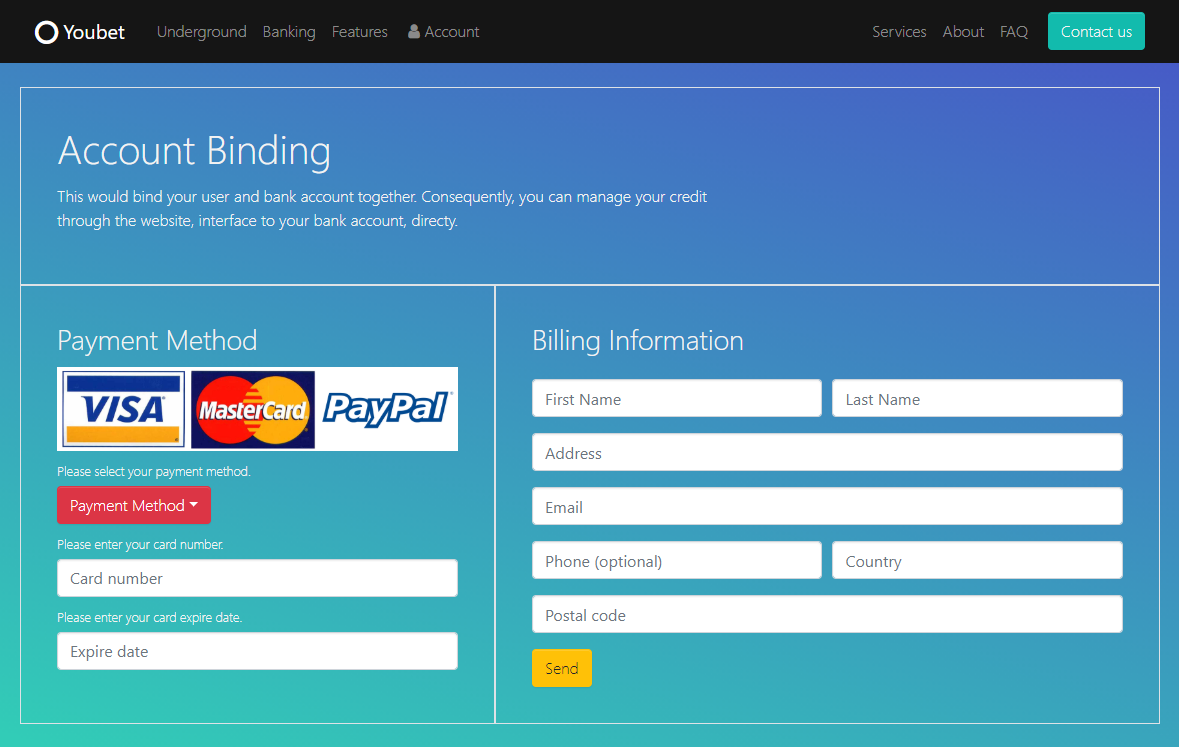 Youbet Underground Banking Features Account Services About FAQ Contact us
Account Binding
This would bind your user and bank account together. Consequently, you can manage your credit
through the website, interface to your bank account, directy.
Payment Method
VISA MasterCard PayPal
Please select your payment method.
Payment Method
Please enter your card number.
Card number
Please enter your card expire date.
Expire date
Billing Information
First Name Last Name
Address
Email
Phone (optional) Country
Postal code
Send